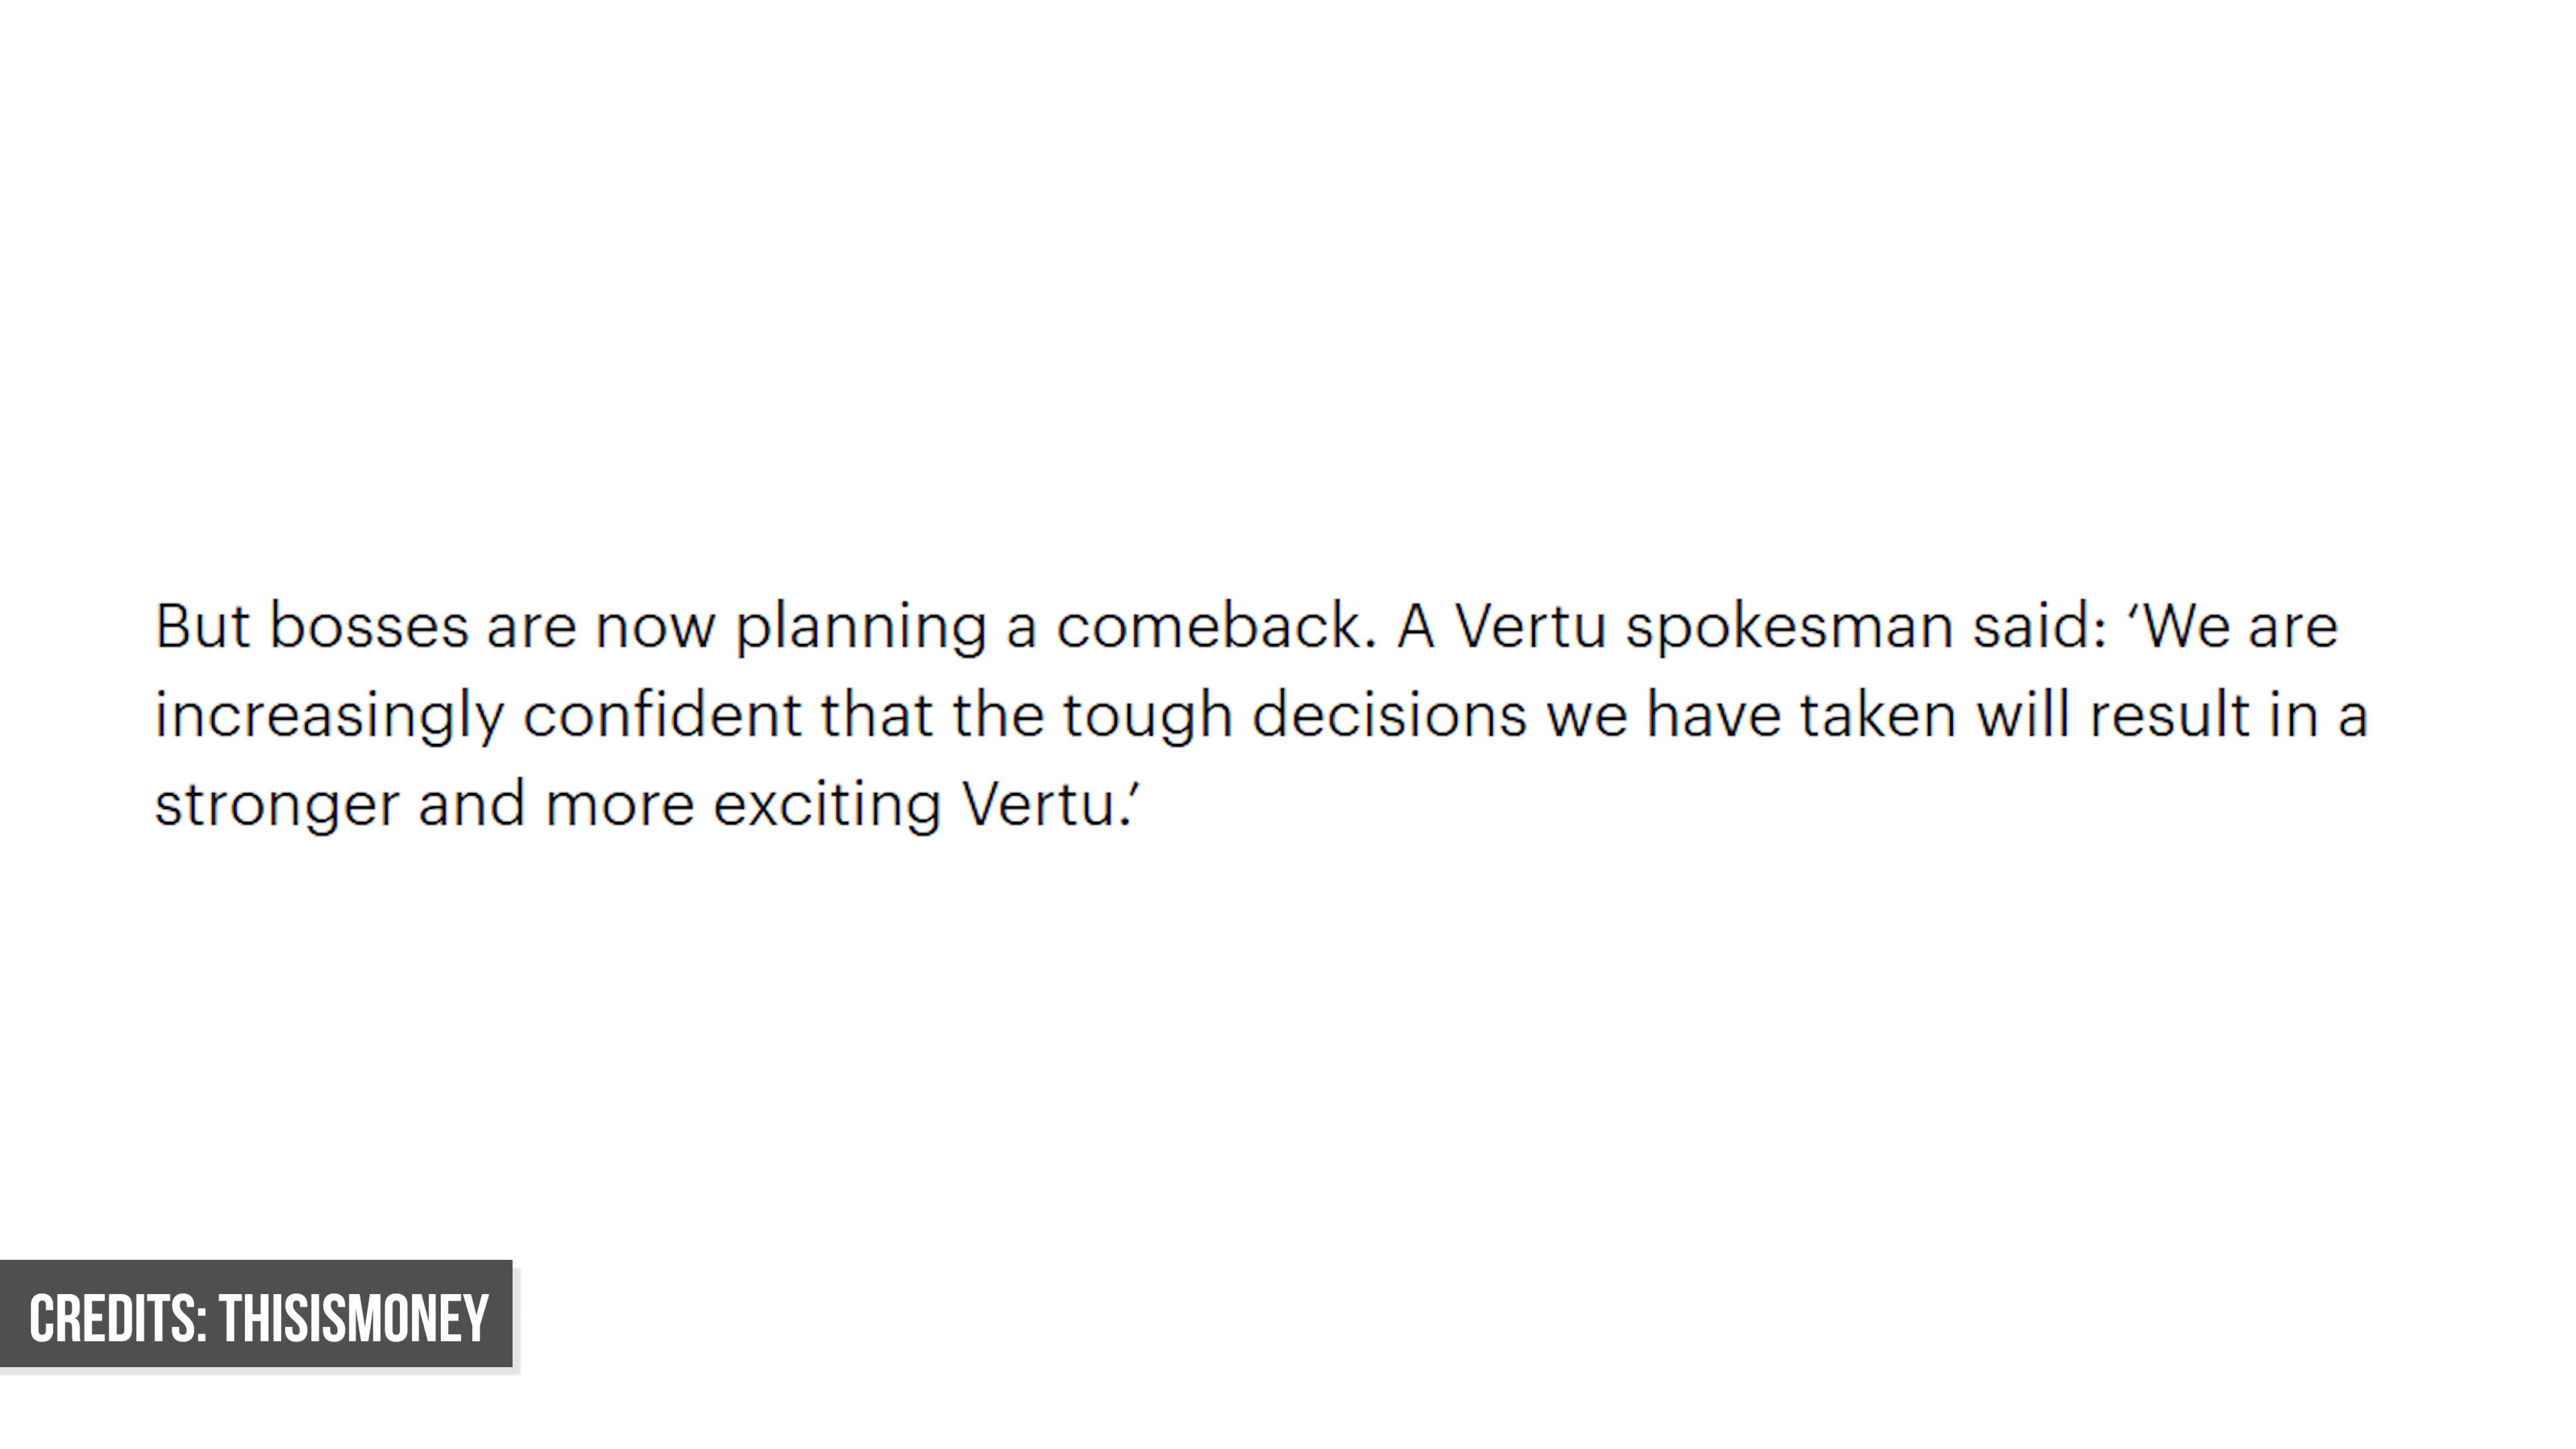 But bosses are now planning a comeback. A Vertu spokesman said: ‘We are
increasingly confident that the tough decisions we have taken will result in a
stronger and more exciting Vertu.’
CREDITS: THISISMONEY